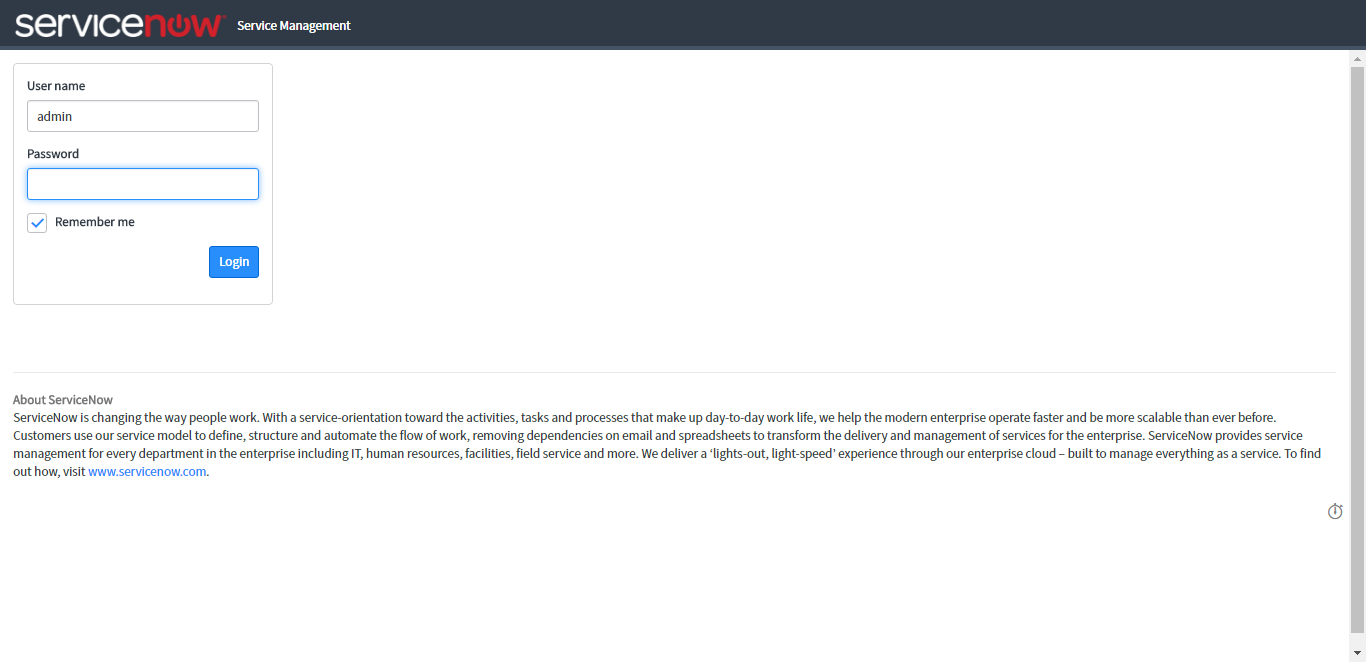 servicenow Service Management
User name
admin
Password
Remember me
Login
About ServiceNow
ServiceNow is changing the way people work. With a service-orientation toward the activities, tasks and processes that make up day-to-day work life, we help the modern enterprise operate faster and be more scalable than ever before.
Customers use our service model to define, structure and automate the flow of work, removing dependencies on email and spreadsheets to transform the delivery and management of services for the enterprise. ServiceNow provides service
management for every department in the enterprise including IT, human resources, facilities, field service and more. We deliver a ‘lights-out, light-speed’ experience through our enterprise cloud – built to manage everything as a service. To find
out how, visit www.servicenow.com.